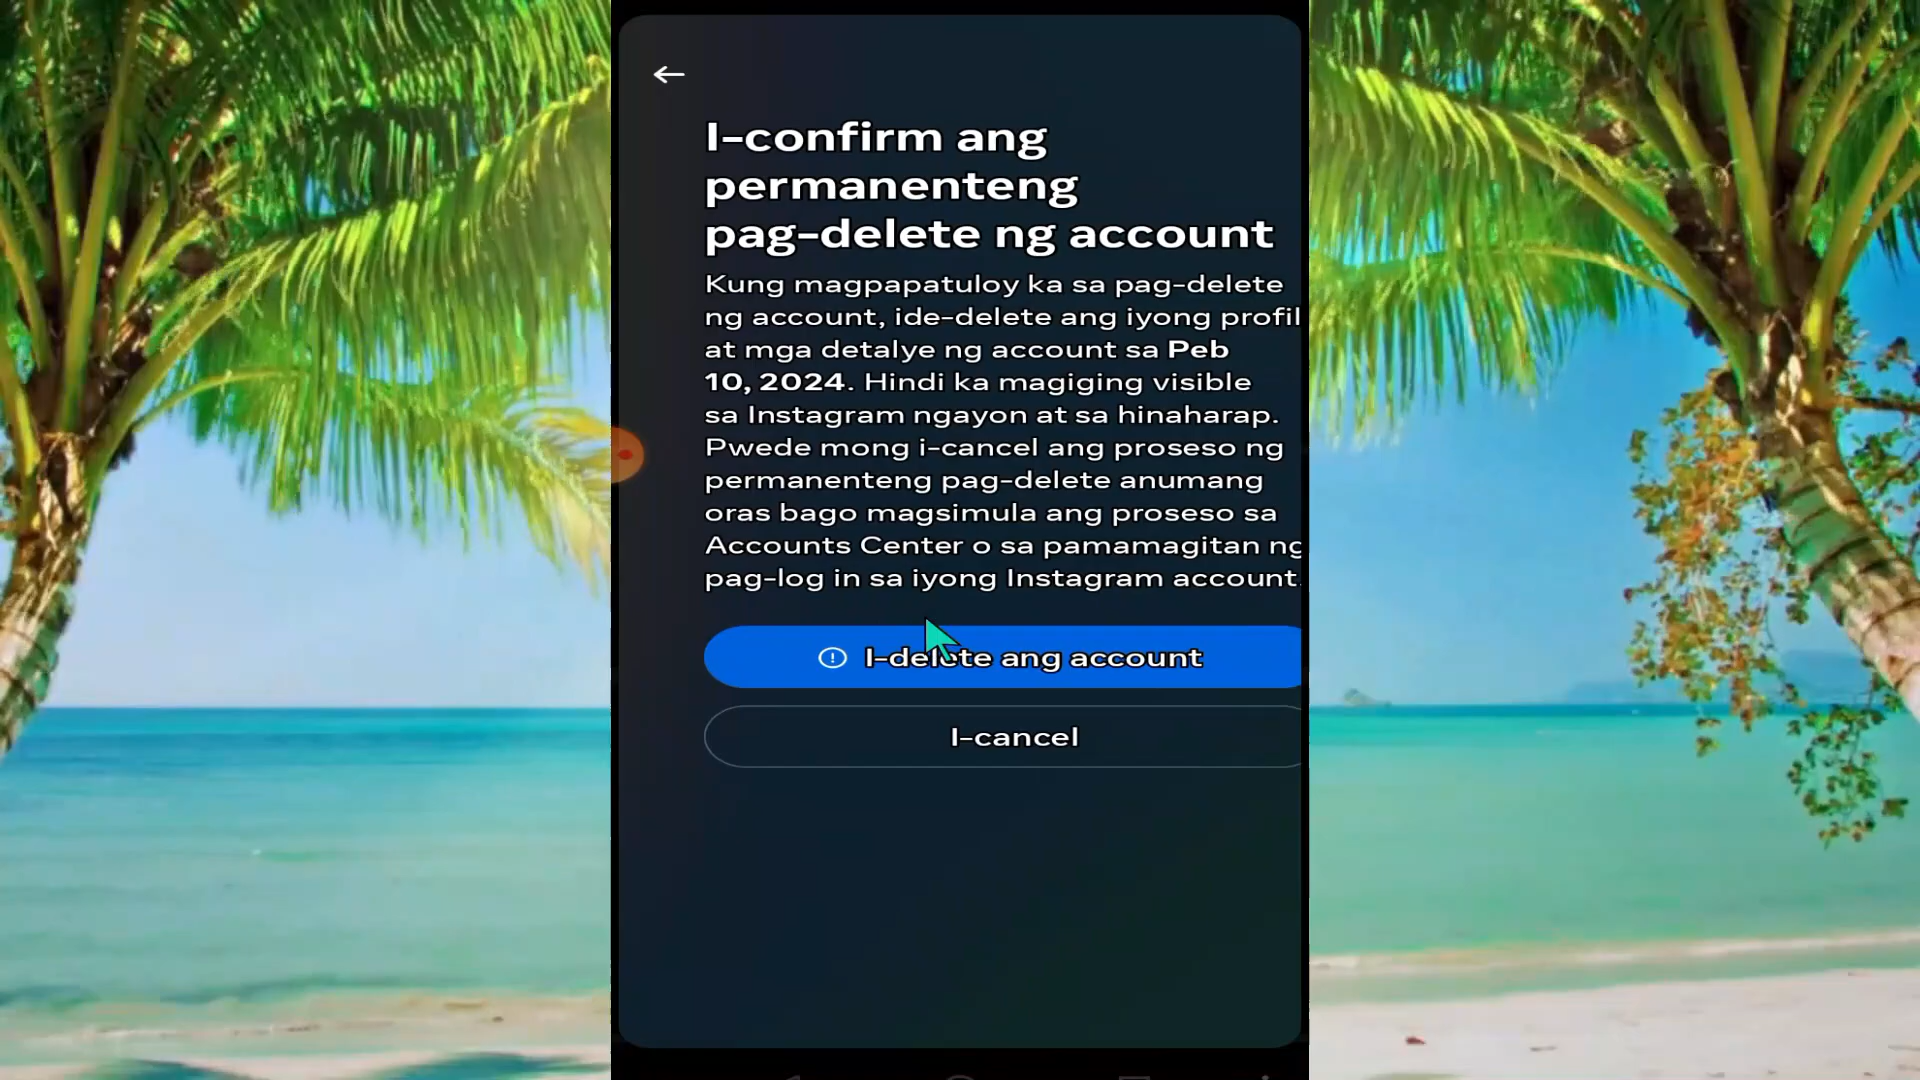 I-confirm ang
permanenteng
pag-delete ng account
Kung magpapatuloy ka sa pag-delete
ng account, ide-delete ang iyong profil
at mga detalye ng account sa Peb
10, 2024. Hindi ka magiging visible
sa Instagram ngayon at sa hinaharap.
Pwede mong i-cancel ang proseso ng
permanenteng pag-delete anumang
oras bago magsimula ang proseso sa
Accounts Center o sa pamamagitan ng
pag-log in sa iyong Instagram account.
I-delete ang account
I-cancel